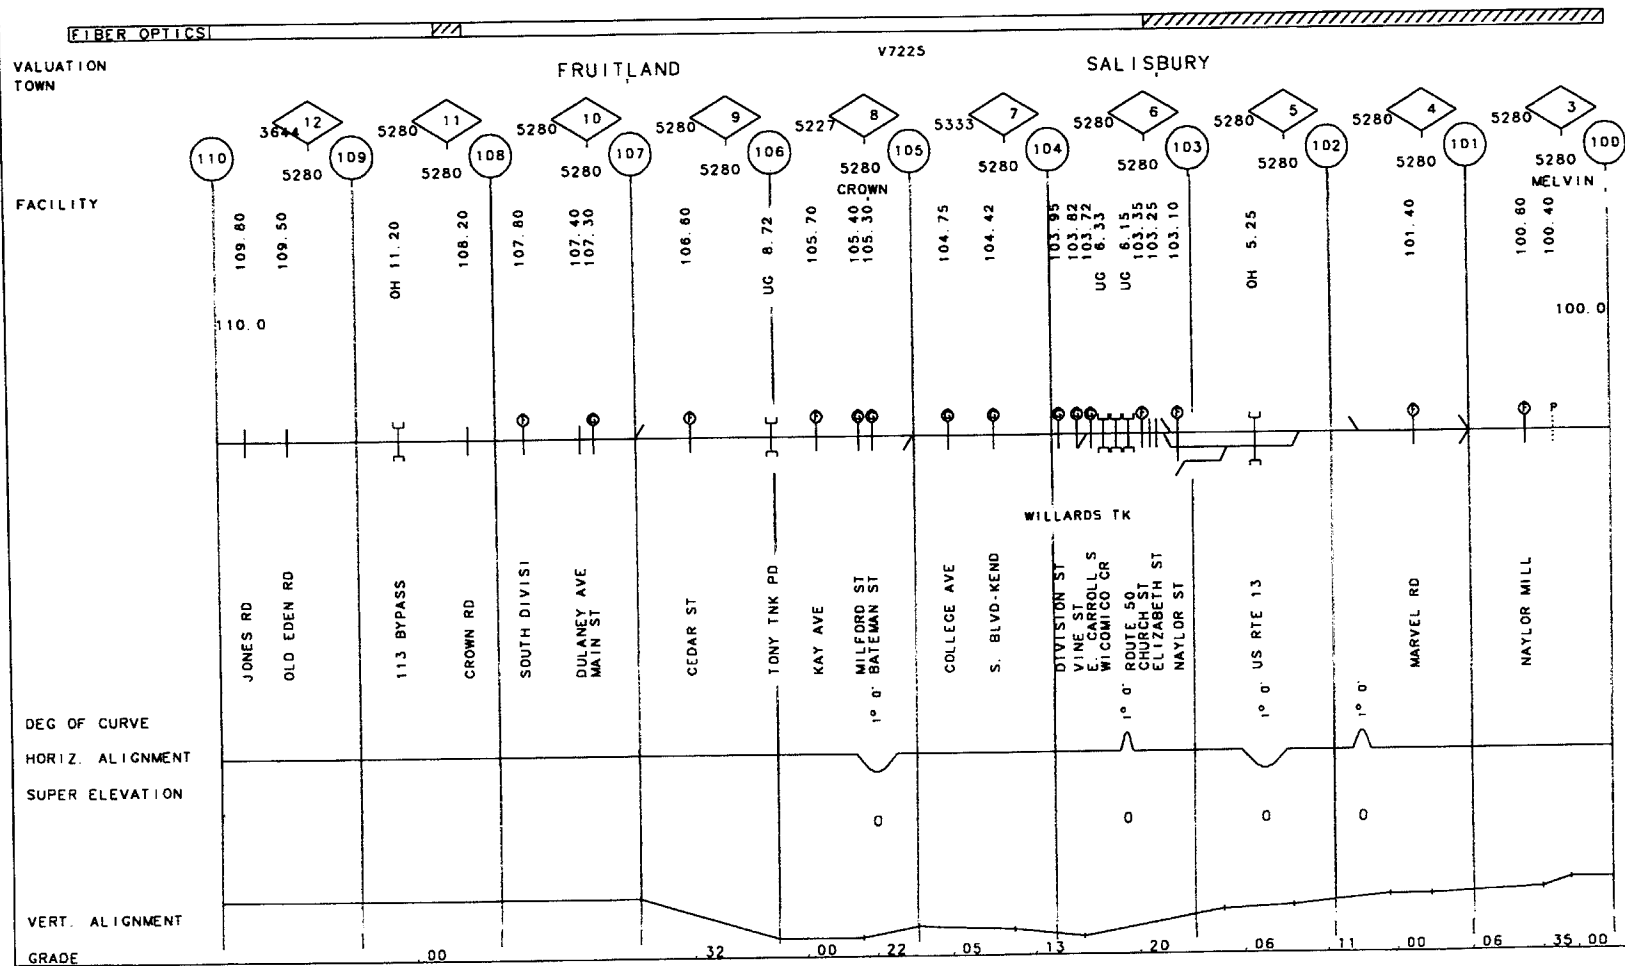 FIBER OPTICS
V7225
VALUATION
TOWN
FRUITLAND
SALISBURY
3644 12 5280 11 5280 10 5280 9 5227 8 5333 7 5280 6 5280 5 5280 4 5280 3
110 109 108 107 106 105 104 103 102 101 100
5280 5280 5280 5280 5280 5280 5280 5280 5280 5280
CROWN
MELVIN
FACILITY
109.80
109.50
OH 11.20
108.20
107.80
107.40
107.30
106.60
UG 8.72
105.70
105.40
105.30
104.75
104.42
103.95
103.82
103.72
UG 6.33
UG 6.15
103.35
103.25
103.10
OH 5.25
101.40
100.60
100.40
110.0
100.0
F G F F G G G G G G G F F F F P
WILLARDS TK
JONES RD
OLD EDEN RD
113 BYPASS
CROWN RD
SOUTH DIVISI
DULANEY AVE
MAIN ST
CEDAR ST
TONY TNK PD
KAY AVE
MILFORD ST
BATEMAN ST
COLLEGE AVE
S. BLVD-KEND
DIVISION ST
VINE ST
E. CARROLL S
WICOMICO CR
ROUTE 50
CHURCH ST
ELIZABETH ST
NAYLOR ST
US RTE 13
MARVEL RD
NAYLOR MILL
DEG OF CURVE
1° 0' 1° 0' 1° 0' 1° 0'
HORIZ. ALIGNMENT
SUPER ELEVATION
0 0 0 0
VERT. ALIGNMENT
GRADE
.00 .32 .00 .22 .05 .13 .20 .06 .11 .00 .06 .35 .00